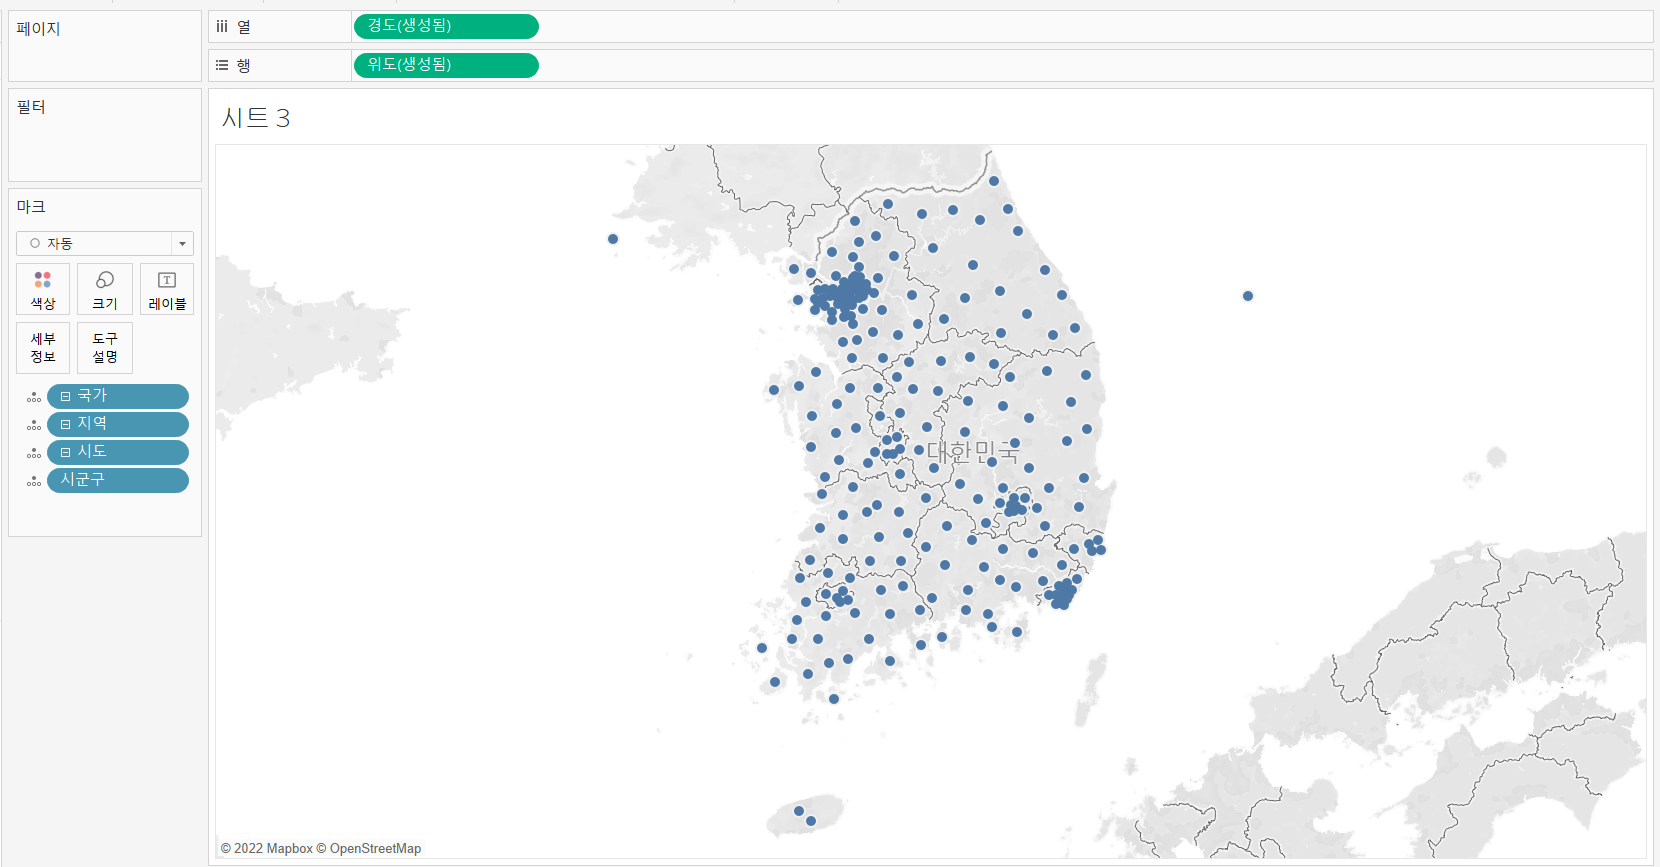 페이지
필터
마크
자동
색상
크기
레이블
세부
정보
도구
설명
국가
지역
시도
시군구
열
경도(생성됨)
행
위도(생성됨)
시트 3
대한민국
© 2022 Mapbox © OpenStreetMap